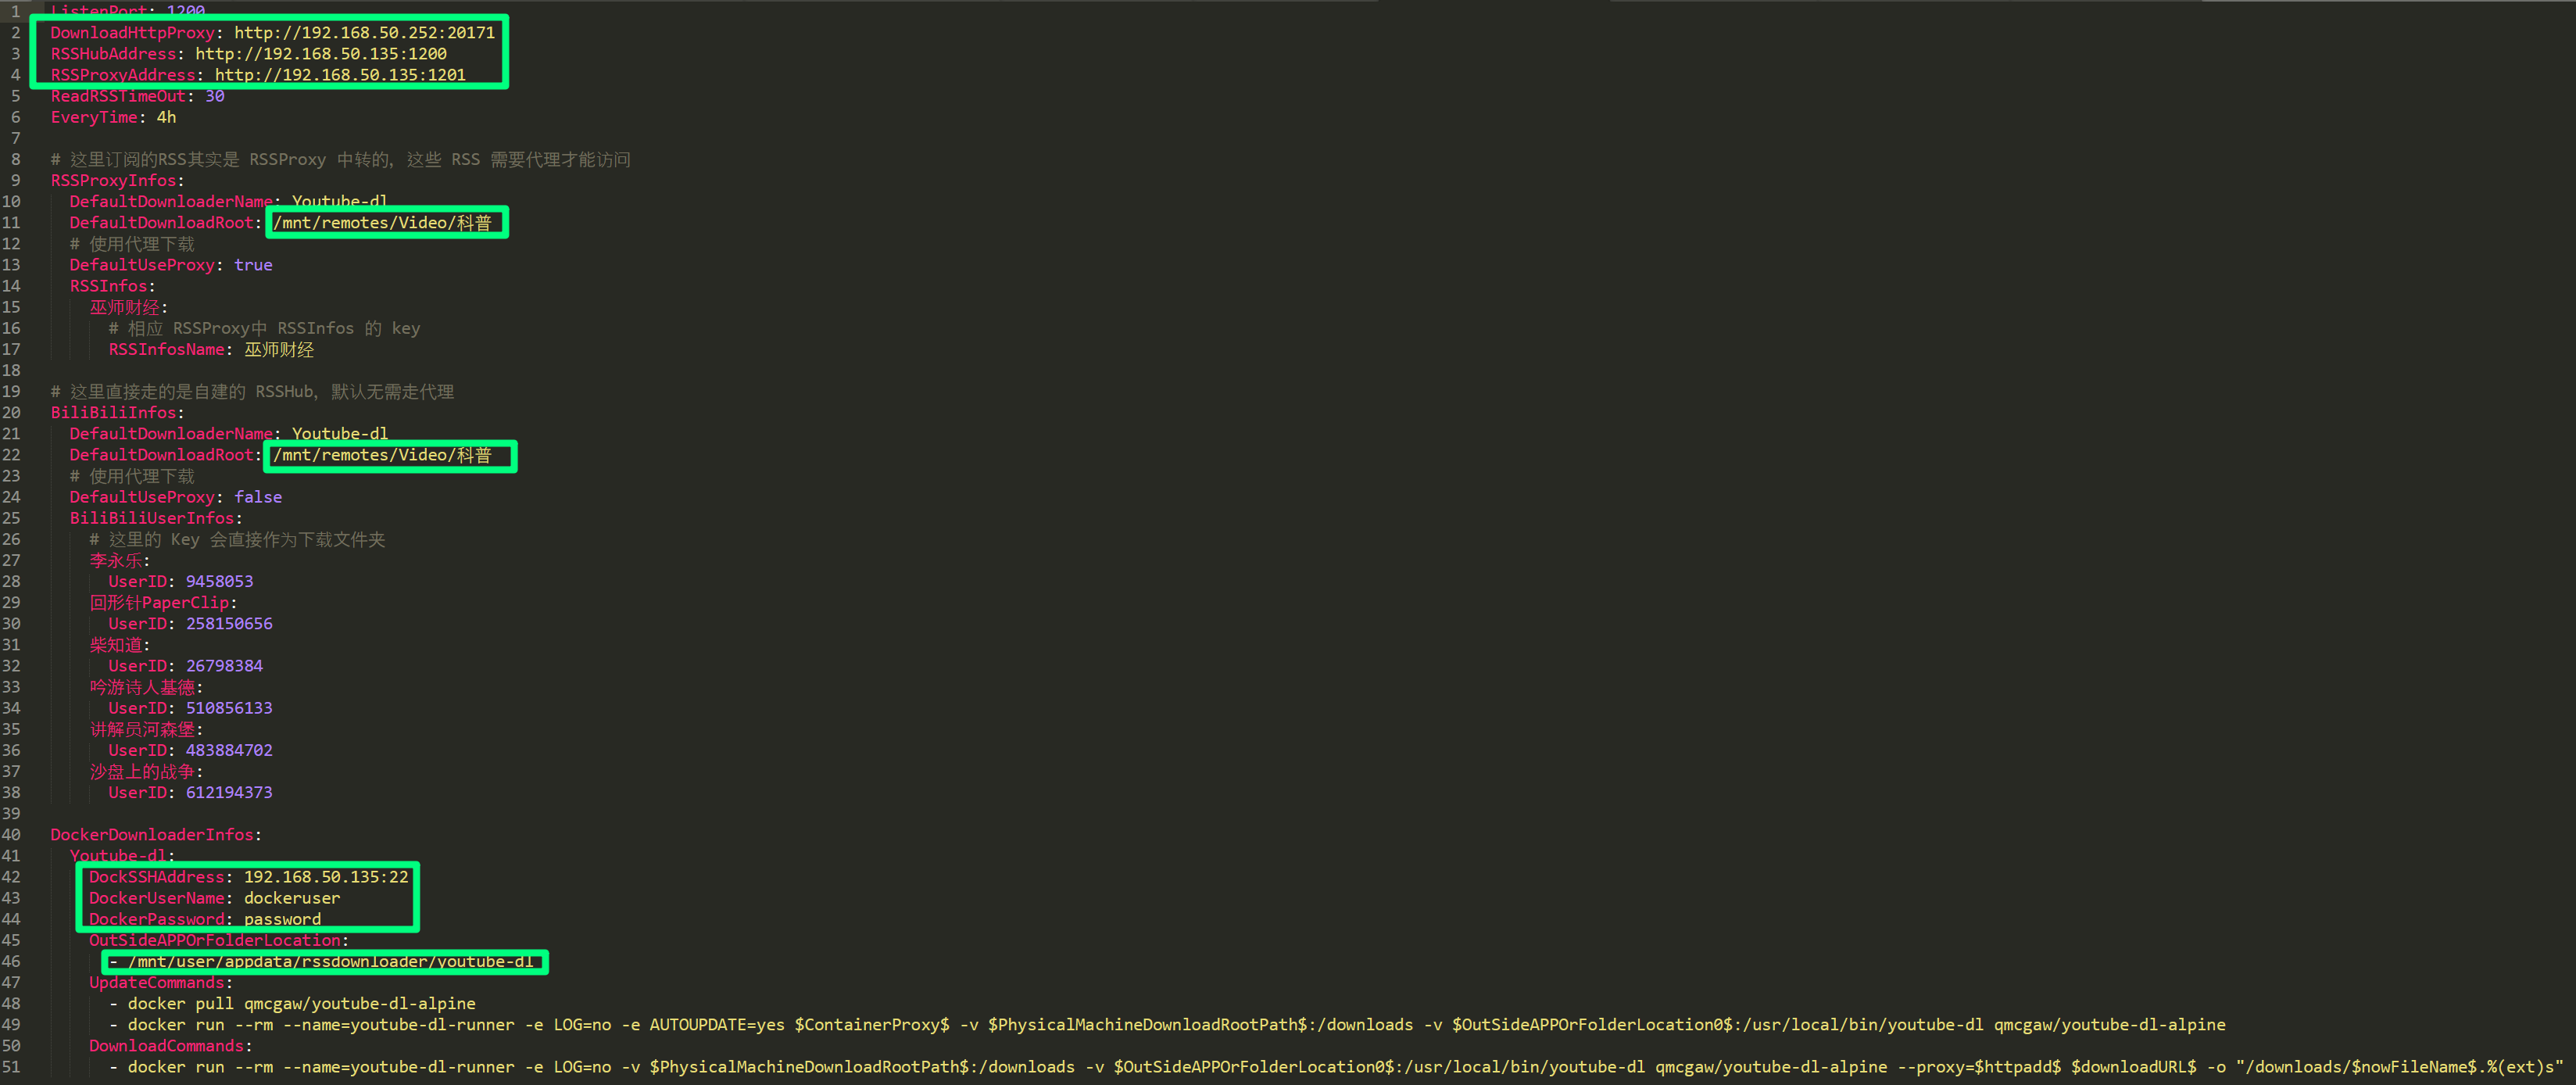 1 ListenPort: 1200
2 DownloadHttpProxy: http://192.168.50.252:20171
3 RSSHubAddress: http://192.168.50.135:1200
4 RSSProxyAddress: http://192.168.50.135:1201
5 ReadRSSTimeOut: 30
6 EveryTime: 4h
7
8 # 这里订阅的RSS其实是 RSSProxy 中转的，这些 RSS 需要代理才能访问
9 RSSProxyInfos:
10 DefaultDownloaderName: Youtube-dl
11 DefaultDownloadRoot: /mnt/remotes/Video/科普
12 # 使用代理下载
13 DefaultUseProxy: true
14 RSSInfos:
15 巫师财经:
16 # 相应 RSSProxy中 RSSInfos 的 key
17 RSSInfosName: 巫师财经
18
19 # 这里直接走的是自建的 RSSHub，默认无需走代理
20 BiliBiliInfos:
21 DefaultDownloaderName: Youtube-dl
22 DefaultDownloadRoot: /mnt/remotes/Video/科普
23 # 使用代理下载
24 DefaultUseProxy: false
25 BiliBiliUserInfos:
26 # 这里的 Key 会直接作为下载文件夹
27 李永乐:
28 UserID: 9458053
29 回形针PaperClip:
30 UserID: 258150656
31 柴知道:
32 UserID: 26798384
33 吟游诗人基德:
34 UserID: 510856133
35 讲解员河森堡:
36 UserID: 483884702
37 沙盘上的战争:
38 UserID: 612194373
39
40 DockerDownloaderInfos:
41 Youtube-dl:
42 DockSSHAddress: 192.168.50.135:22
43 DockerUserName: dockeruser
44 DockerPassword: password
45 OutSideAPPOrFolderLocation:
46 - /mnt/user/appdata/rssdownloader/youtube-dl
47 UpdateCommands:
48 - docker pull qmcgaw/youtube-dl-alpine
49 - docker run --rm --name=youtube-dl-runner -e LOG=no -e AUTOUPDATE=yes $ContainerProxy$ -v $PhysicalMachineDownloadRootPath$:/downloads -v $OutSideAPPOrFolderLocation0$:/usr/local/bin/youtube-dl qmcgaw/youtube-dl-alpine
50 DownloadCommands:
51 - docker run --rm --name=youtube-dl-runner -e LOG=no -v $PhysicalMachineDownloadRootPath$:/downloads -v $OutSideAPPOrFolderLocation0$:/usr/local/bin/youtube-dl qmcgaw/youtube-dl-alpine --proxy=$httpadd$ $downloadURL$ -o "/downloads/$nowFileName$.%(ext)s"